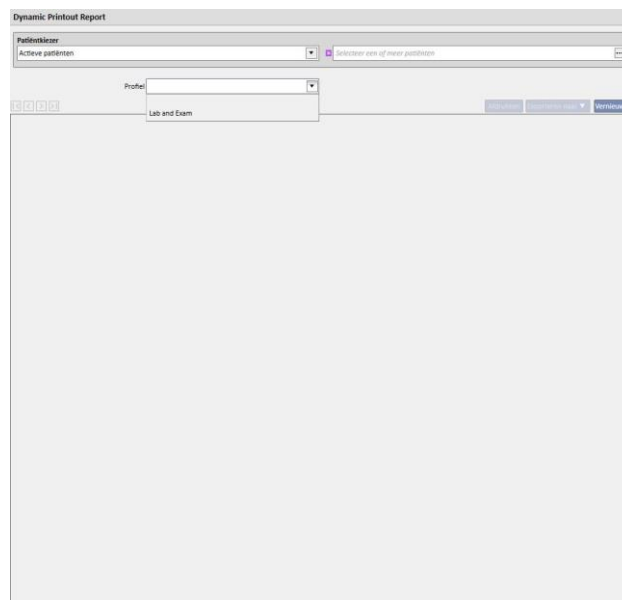 Dynamic Printout Report
Patiëntkiezer
Actieve patiënten
Selecteer een of meer patiënten
Profiel
Lab and Exam
Vernieuw